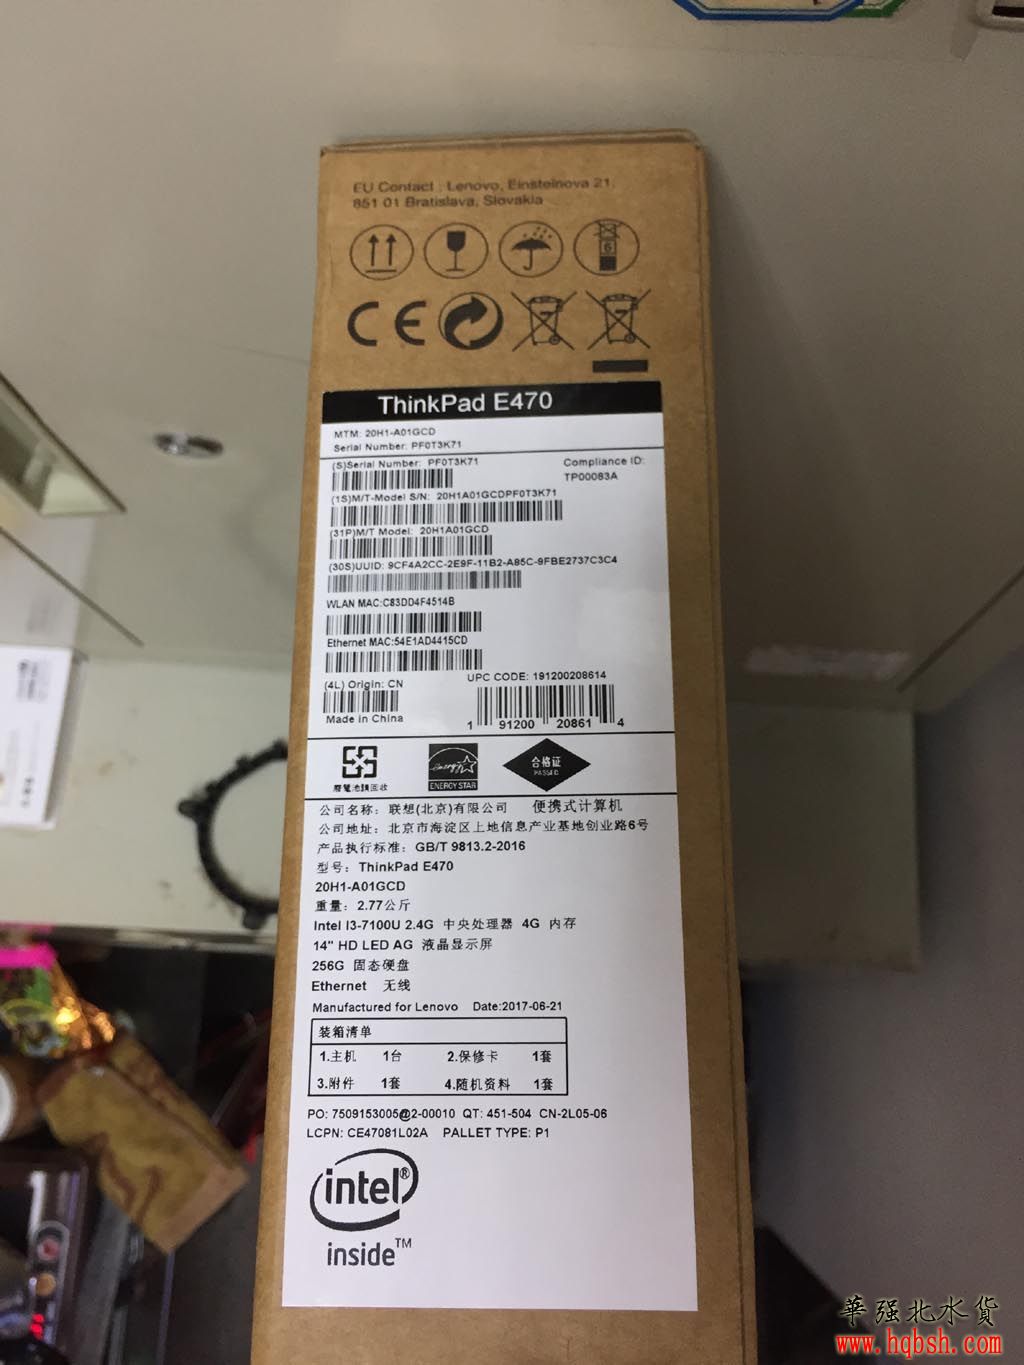 EU Contact : Lenovo, Einsteinova 21,
851 01 Bratislava, Slovakia
6
CE
ThinkPad E470
MTM: 20H1-A01GCD
Serial Number: PF0T3K71
(S)Serial Number: PF0T3K71
Compliance ID:
TP00083A
(1S)M/T-Model S/N: 20H1A01GCDPF0T3K71
(31P)M/T Model: 20H1A01GCD
(30S)UUID: 9CF4A2CC-2E9F-11B2-A85C-9FBE2737C3C4
WLAN MAC:C83DD4F4514B
Ethernet MAC:54E1AD4415CD
(4L) Origin: CN
UPC CODE: 191200208614
Made in China
1 91200 20861 4
廢電池請回收
energy
ENERGY STAR
合格证
PASSED
公司名称: 联想(北京)有限公司 便携式计算机
公司地址: 北京市海淀区上地信息产业基地创业路6号
产品执行标准: GB/T 9813.2-2016
型号: ThinkPad E470
20H1-A01GCD
重量: 2.77公斤
Intel I3-7100U 2.4G 中央处理器 4G 内存
14" HD LED AG 液晶显示屏
256G 固态硬盘
Ethernet 无线
Manufactured for Lenovo Date:2017-06-21
装箱清单
1.主机 1台 2.保修卡 1套
3.附件 1套 4.随机资料 1套
PO: 7509153005@2-00010 QT: 451-504 CN-2L05-06
LCPN: CE47081L02A PALLET TYPE: P1
intel®
inside™
華强北水貨
www.hqbsh.com